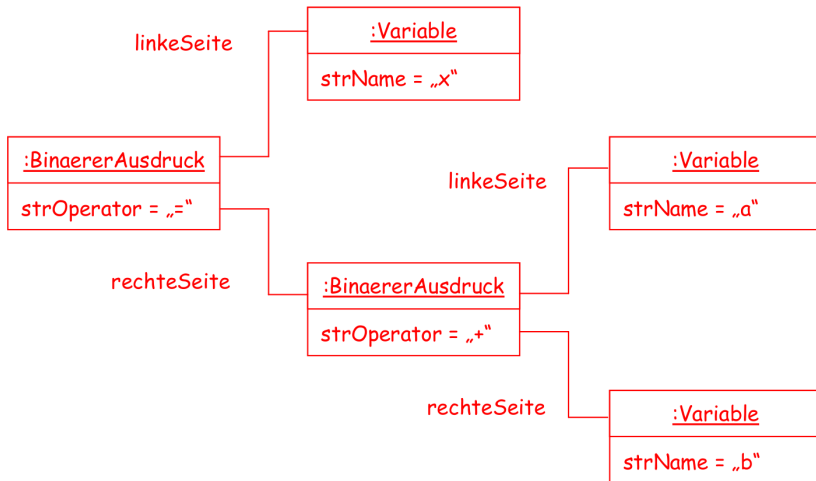 linkeSeite
:Variable
strName = „x“
:BinaererAusdruck
strOperator = „=“
linkeSeite
:Variable
strName = „a“
rechteSeite
:BinaererAusdruck
strOperator = „+“
rechteSeite
:Variable
strName = „b“